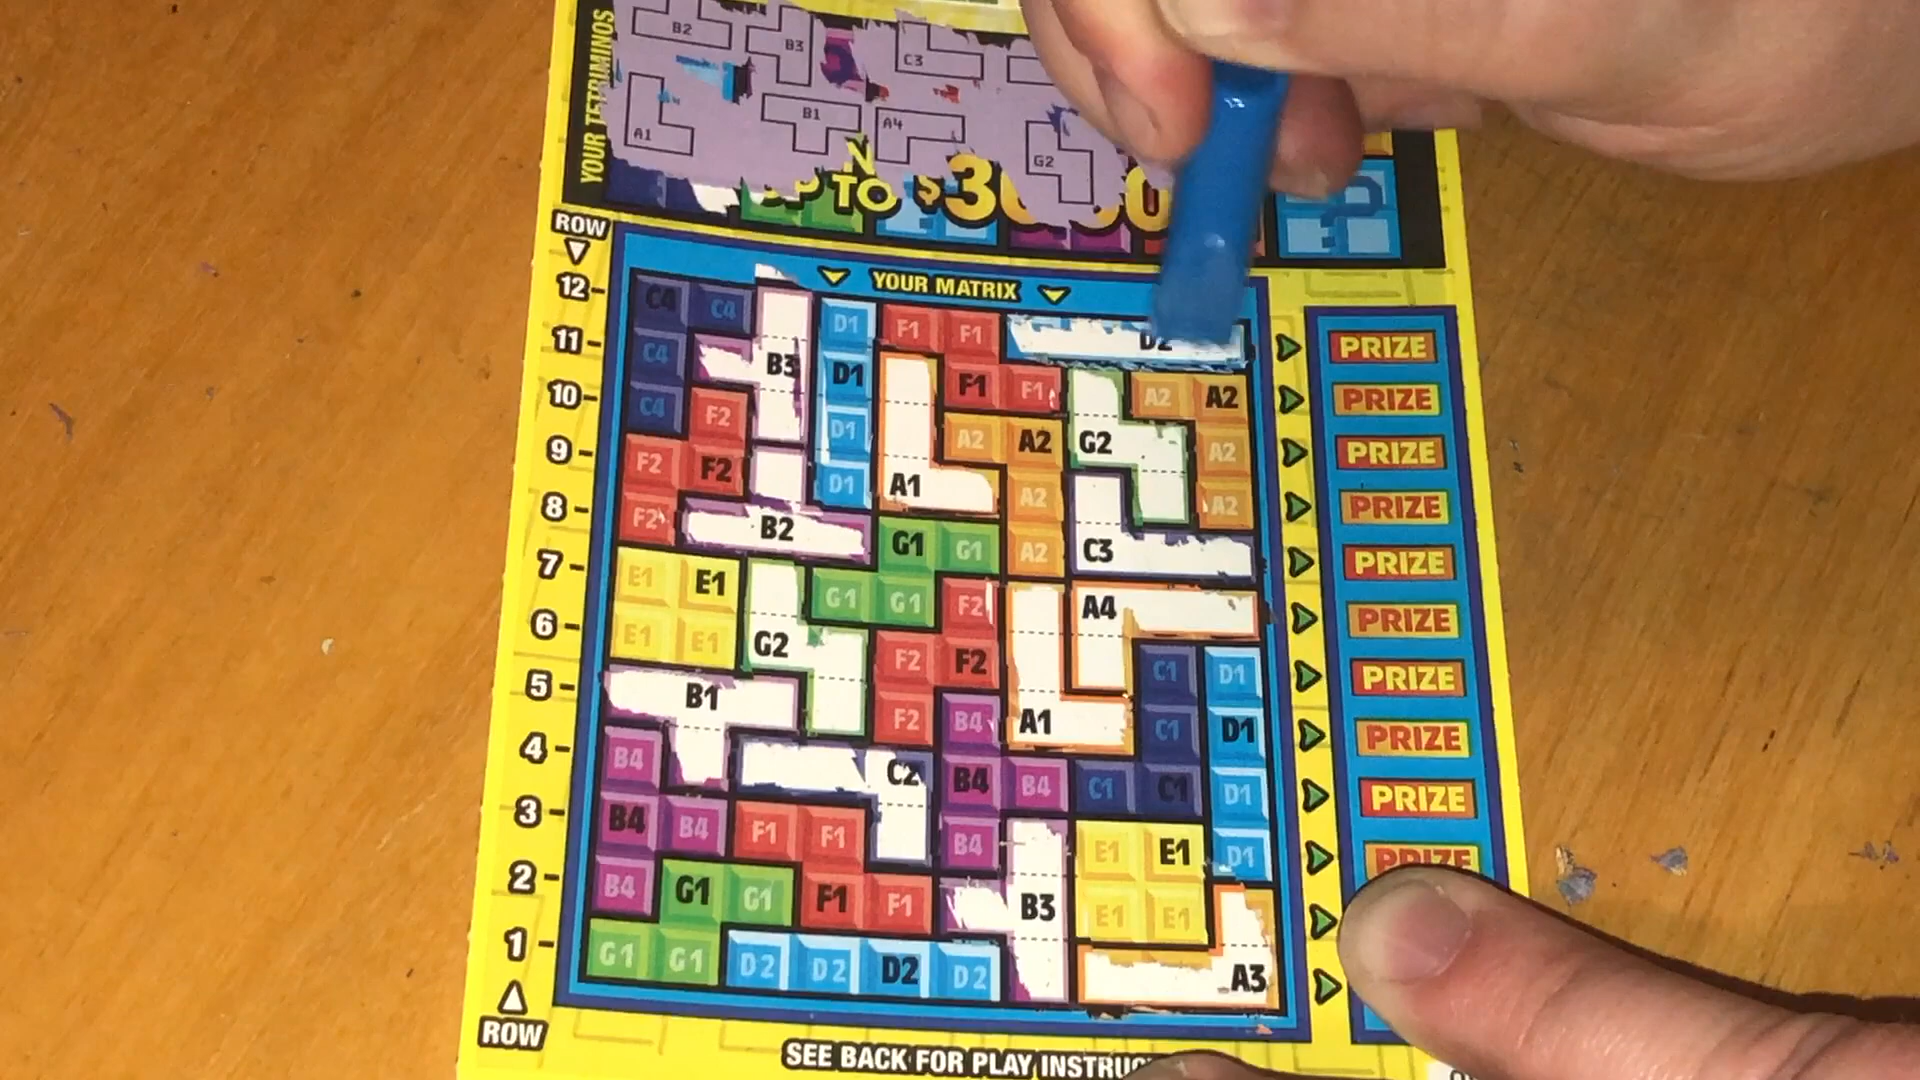 YOUR TETRIMINOS
B2 B3 C3
A1 B1 A4 G2
N
UP TO $30
ROW
YOUR MATRIX
12 C4 C4 D1 F1 F1 D2
11 C4 B3 D1 F1 F1 A2 A2 PRIZE
10 C4 F2 D1 A2 A2 G2 A2 PRIZE
9 F2 F2 D1 A1 A2 A2 PRIZE
8 F2 B2 G1 G1 A2 C3 PRIZE
7 E1 E1 G1 G1 F2 A4 PRIZE
6 E1 E1 G2 F2 F2 C1 D1 PRIZE
5 B1 F2 B4 A1 C1 D1 PRIZE
4 B4 C2 B4 B4 C1 C1 D1 PRIZE
3 B4 B4 F1 F1 B4 E1 E1 D1 PRIZE
2 B4 G1 G1 F1 F1 B3 E1 E1 PRIZE
1 G1 G1 D2 D2 D2 D2 A3
ROW
SEE BACK FOR PLAY INSTRUC